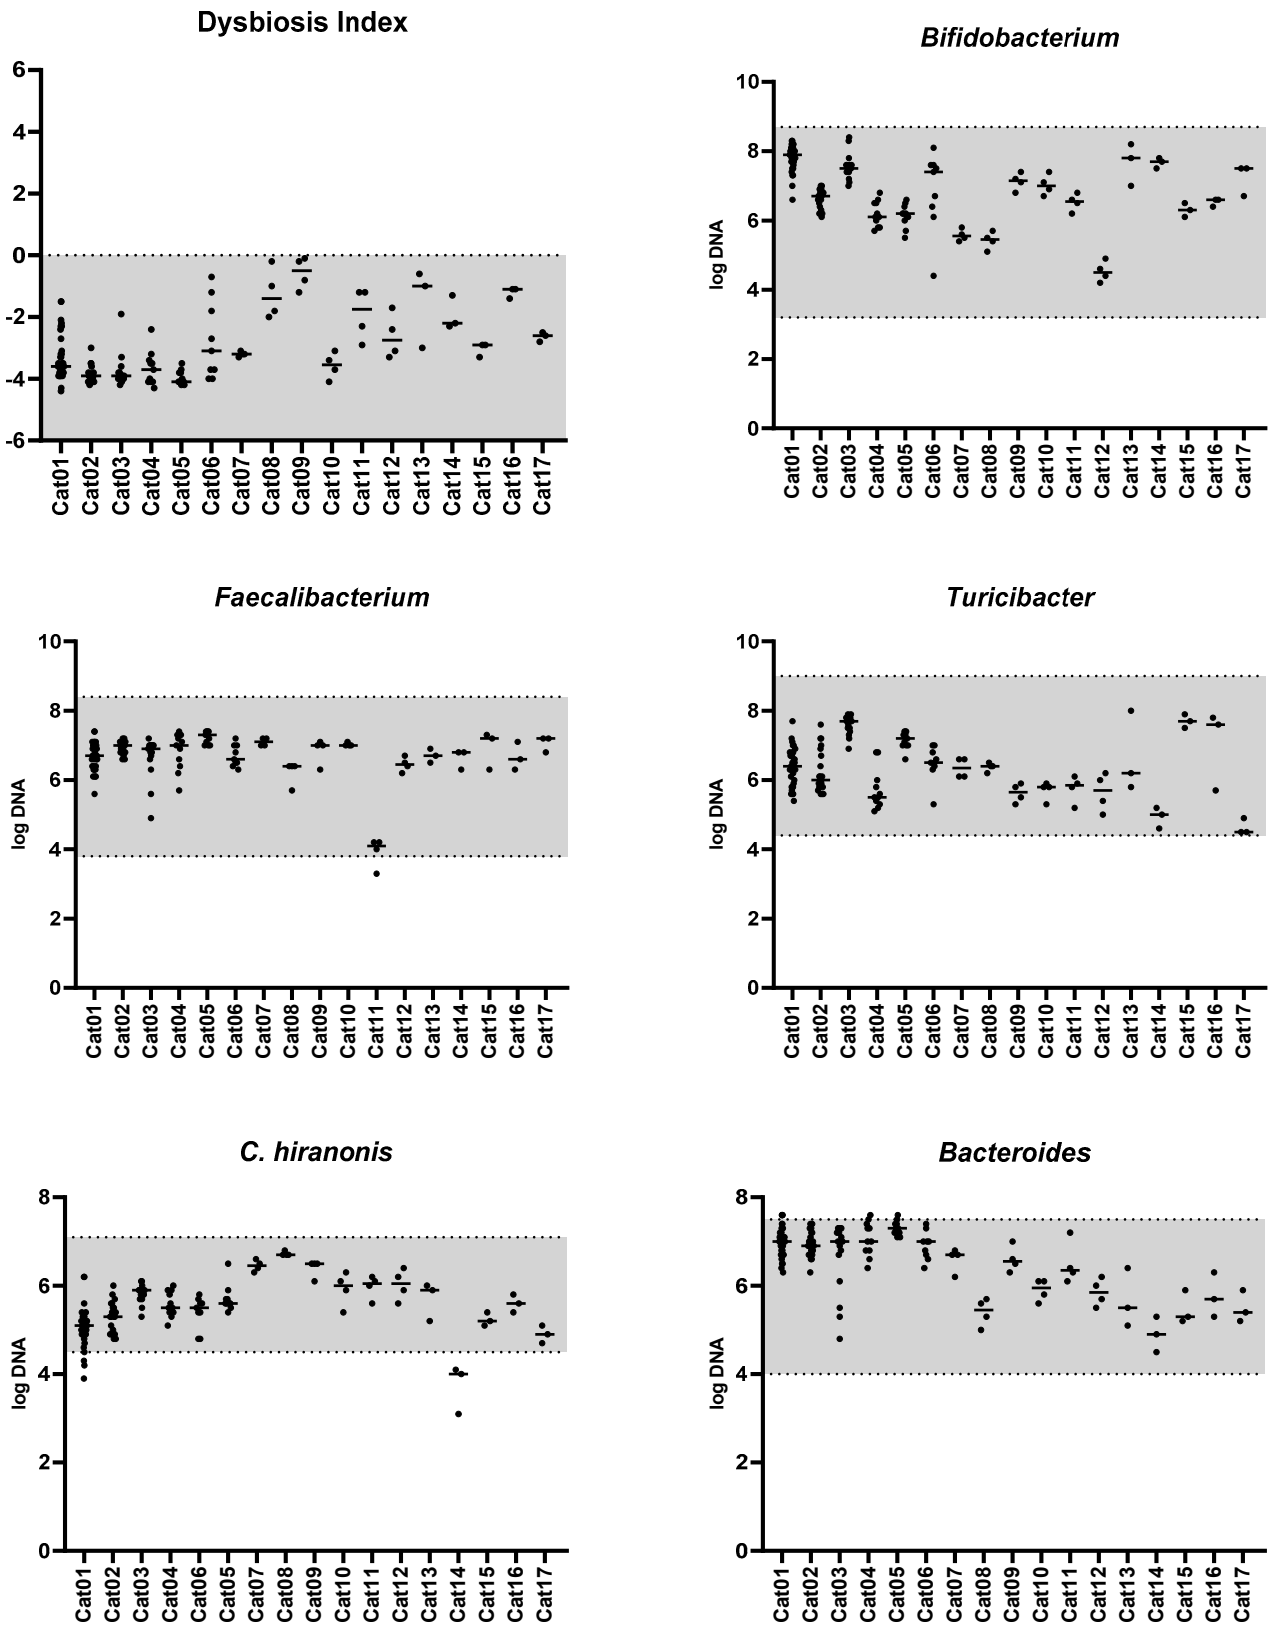 Dysbiosis Index
6
4
2
0
-2
-4
-6
Cat01 Cat02 Cat03 Cat04 Cat05 Cat06 Cat07 Cat08 Cat09 Cat10 Cat11 Cat12 Cat13 Cat14 Cat15 Cat16 Cat17
Bifidobacterium
log DNA
10
8
6
4
2
0
Cat01 Cat02 Cat03 Cat04 Cat05 Cat06 Cat07 Cat08 Cat09 Cat10 Cat11 Cat12 Cat13 Cat14 Cat15 Cat16 Cat17
Faecalibacterium
log DNA
10
8
6
4
2
0
Cat01 Cat02 Cat03 Cat04 Cat05 Cat06 Cat07 Cat08 Cat09 Cat10 Cat11 Cat12 Cat13 Cat14 Cat15 Cat16 Cat17
Turicibacter
log DNA
10
8
6
4
2
0
Cat01 Cat02 Cat03 Cat04 Cat05 Cat06 Cat07 Cat08 Cat09 Cat10 Cat11 Cat12 Cat13 Cat14 Cat15 Cat16 Cat17
C. hiranonis
log DNA
8
6
4
2
0
Cat01 Cat02 Cat03 Cat04 Cat06 Cat05 Cat07 Cat08 Cat09 Cat10 Cat11 Cat12 Cat13 Cat14 Cat15 Cat16 Cat17
Bacteroides
log DNA
8
6
4
2
0
Cat01 Cat02 Cat03 Cat04 Cat05 Cat06 Cat07 Cat08 Cat09 Cat10 Cat11 Cat12 Cat13 Cat14 Cat15 Cat16 Cat17